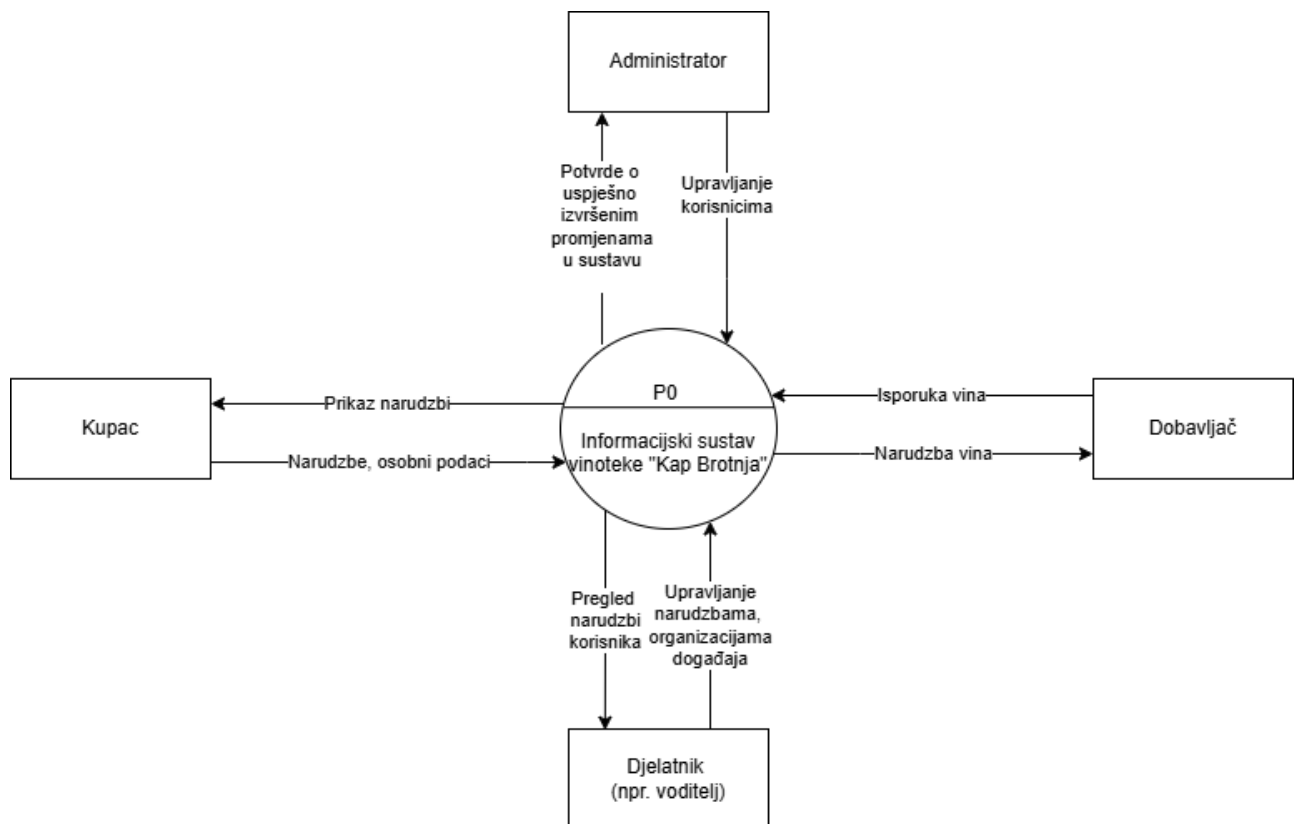 Administrator
Potvrde o
uspješno
izvršenim
promjenama
u sustavu
Upravljanje
korisnicima
Kupac
Prikaz narudzbi
Narudzbe, osobni podaci
P0
Informacijski sustav
vinoteke "Kap Brotnja"
Isporuka vina
Narudzba vina
Dobavljač
Pregled
narudzbi
korisnika
Upravljanje
narudzbama,
organizacijama
događaja
Djelatnik
(npr. voditelj)